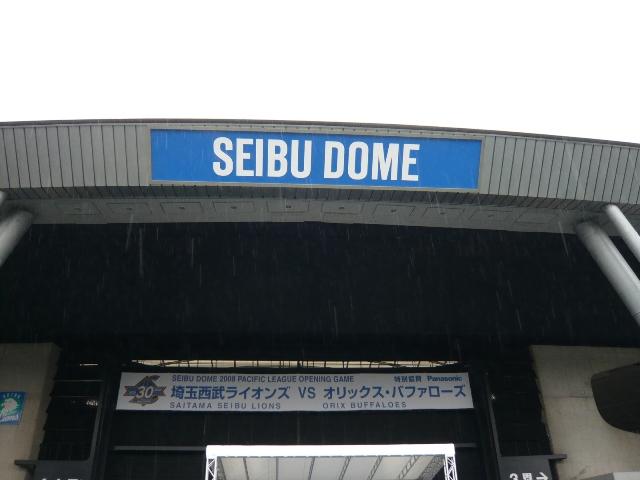 SEIBU DOME
SEIBU DOME 2008 PACIFIC LEAGUE OPENING GAME 特別協賛 Panasonic
30 埼玉西武ライオンズ VS オリックス・バファローズ
SAITAMA SEIBU LIONS ORIX BUFFALOES
3塁→